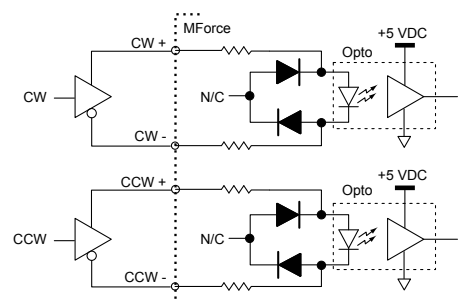 MForce
CW +
+5 VDC
Opto
CW
N/C
CW -
CCW +
+5 VDC
Opto
CCW
N/C
CCW -